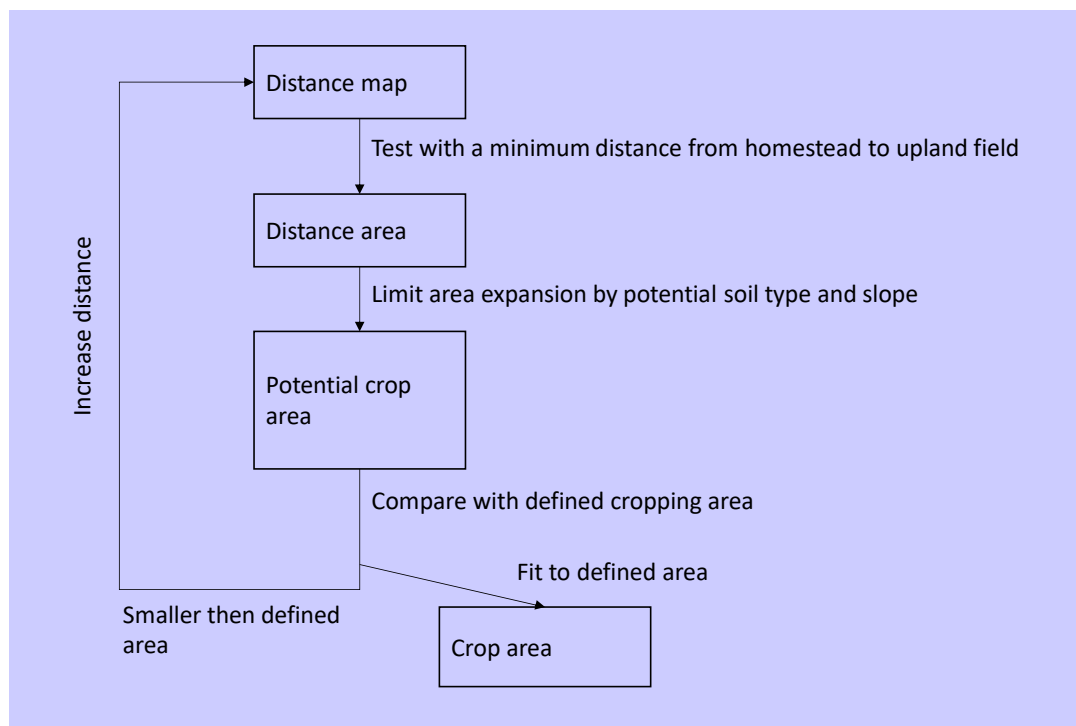 Distance map
Test with a minimum distance from homestead to upland field
Distance area
Limit area expansion by potential soil type and slope
Increase distance
Potential crop
area
Compare with defined cropping area
Fit to defined area
Smaller then defined
area
Crop area